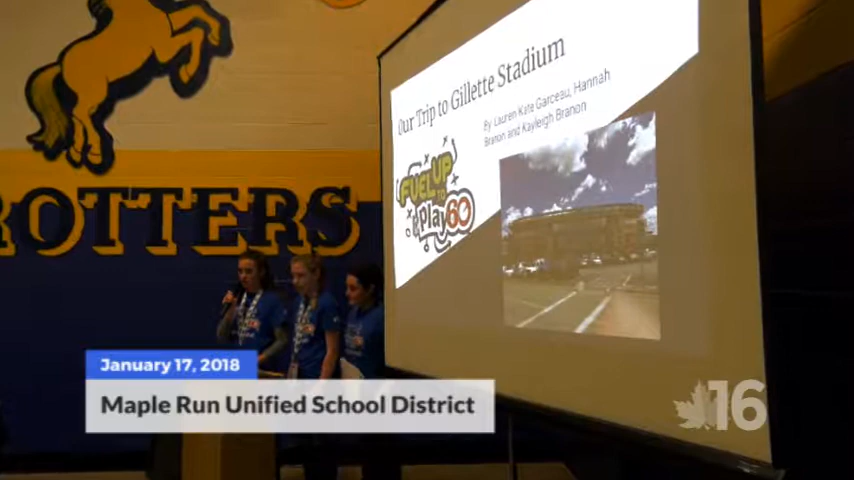 Our Trip to Gillette Stadium
By Lauren Kate Garceau, Hannah
Branon and Kayleigh Branon
FUEL UP
TO
Play 60
ROTTERS
January 17, 2018
Maple Run Unified School District
16